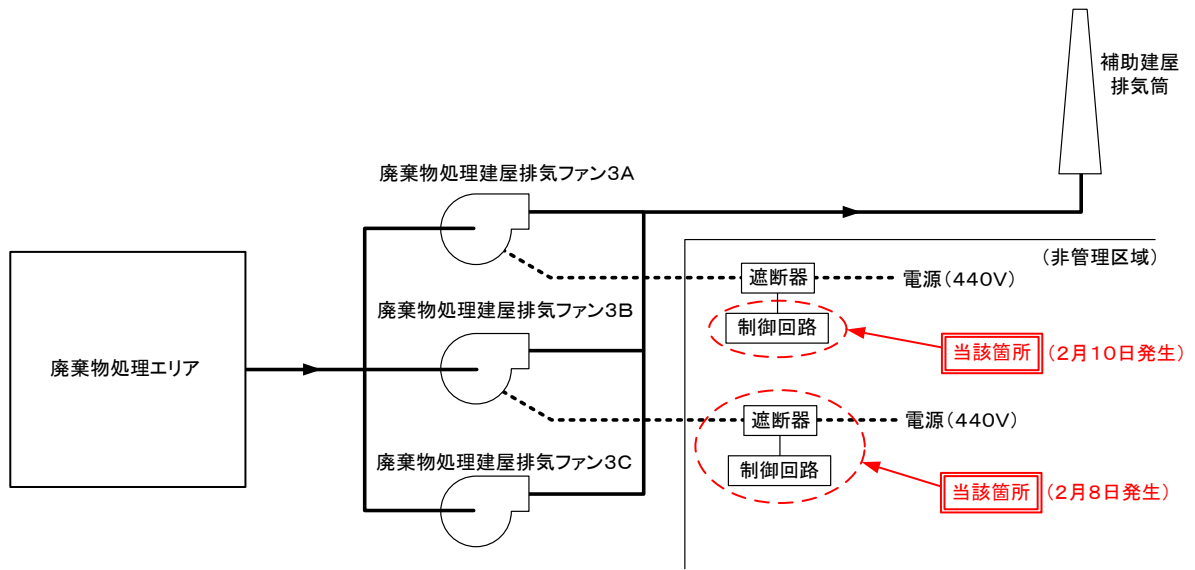 補助建屋
排気筒
廃棄物処理建屋排気ファン3A
(非管理区域)
遮断器
電源(440V)
制御回路
廃棄物処理建屋排気ファン3B
当該箇所 (2月10日発生)
廃棄物処理エリア
遮断器
電源(440V)
廃棄物処理建屋排気ファン3C
制御回路
当該箇所 (2月8日発生)